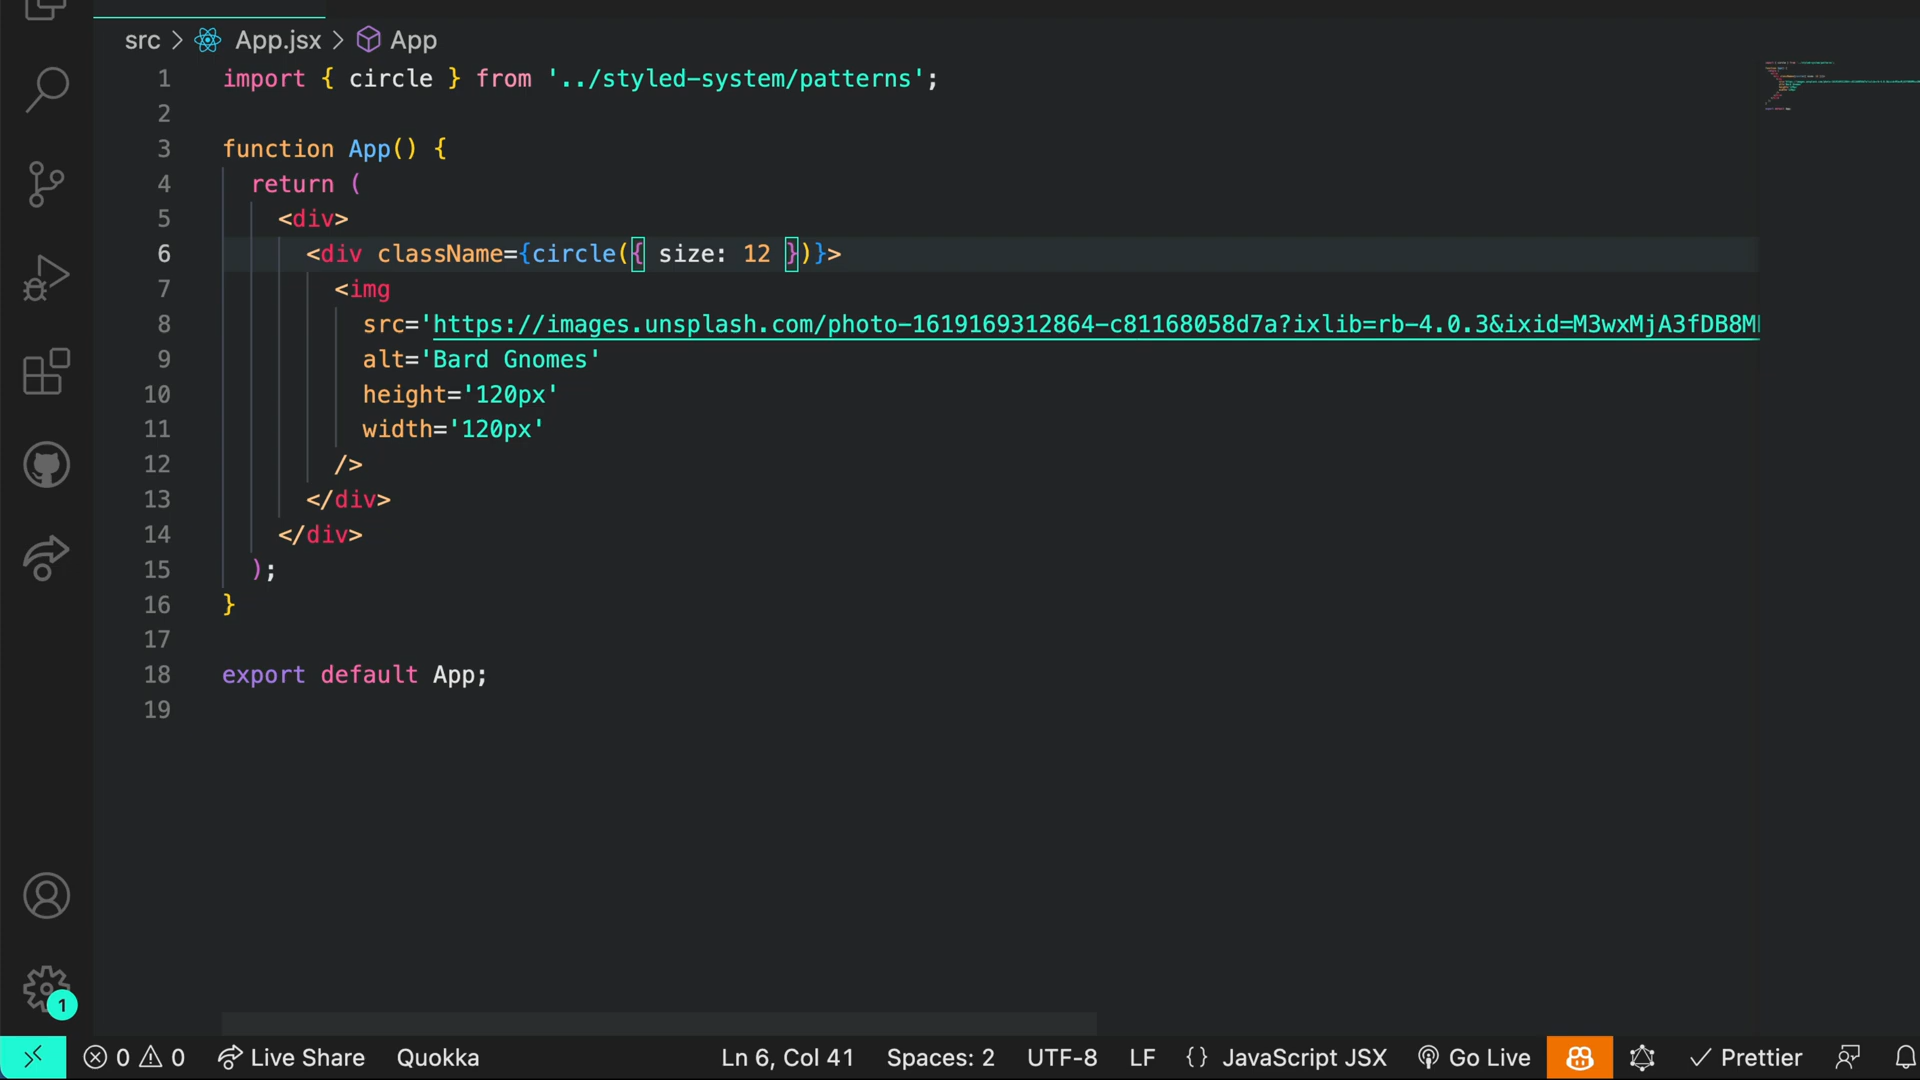 src > App.jsx > App
1 import { circle } from '../styled-system/patterns';
2
3 function App() {
4 return (
5 <div>
6 <div className={circle({ size: 12 })}>
7 <img
8 src='https://images.unsplash.com/photo-1619169312864-c81168058d7a?ixlib=rb-4.0.3&ixid=M3wxMjA3fDB8M
9 alt='Bard Gnomes'
10 height='120px'
11 width='120px'
12 />
13 </div>
14 </div>
15 );
16 }
17
18 export default App;
19
1
0 0 Live Share Quokka Ln 6, Col 41 Spaces: 2 UTF-8 LF {} JavaScript JSX Go Live Prettier